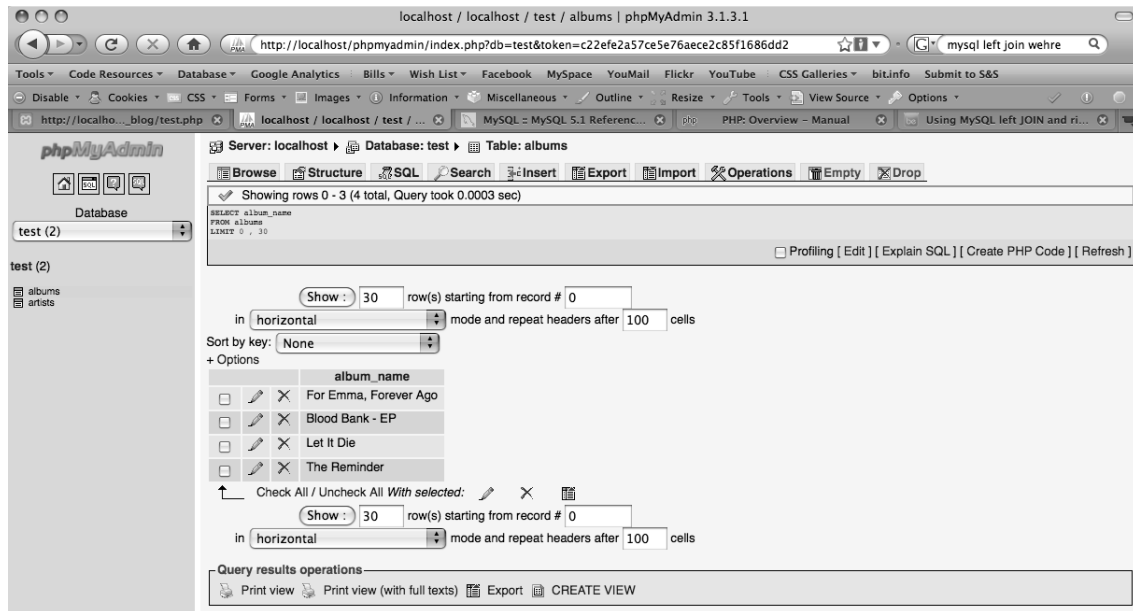 localhost / localhost / test / albums | phpMyAdmin 3.1.3.1
http://localhost/phpmyadmin/index.php?db=test&token=c22efe2a57ce5e76aece2c85f1686dd2 mysql left join wehre
Tools Code Resources Database Google Analytics Bills Wish List Facebook MySpace YouMail Flickr YouTube CSS Galleries bit.info Submit to S&S
Disable Cookies CSS Forms Images Information Miscellaneous Outline Resize Tools View Source Options
http://localho..._blog/test.php localhost / localhost / test / ... MySQL :: MySQL 5.1 Referenc... php PHP: Overview – Manual Using MySQL left JOIN and ri...
phpMyAdmin
Server: localhost Database: test Table: albums
Browse Structure SQL Search Insert Export Import Operations Empty Drop
Database
test (2)
test (2)
albums
artists
Showing rows 0 - 3 (4 total, Query took 0.0003 sec)
SELECT album_name
FROM albums
LIMIT 0 , 30
Profiling [ Edit ] [ Explain SQL ] [ Create PHP Code ] [ Refresh ]
Show : 30 row(s) starting from record # 0
in horizontal mode and repeat headers after 100 cells
Sort by key: None
+ Options
album_name
For Emma, Forever Ago
Blood Bank - EP
Let It Die
The Reminder
Check All / Uncheck All With selected:
Show : 30 row(s) starting from record # 0
in horizontal mode and repeat headers after 100 cells
Query results operations
Print view Print view (with full texts) Export CREATE VIEW